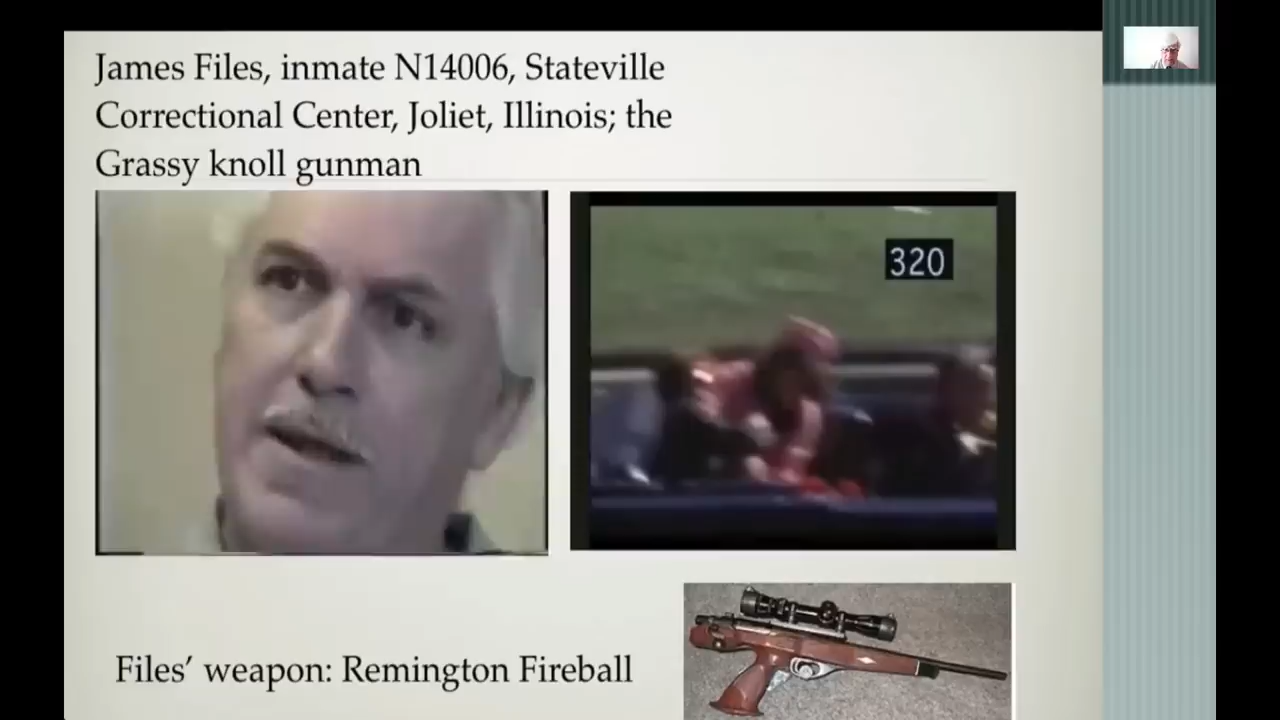 James Files, inmate N14006, Stateville
Correctional Center, Joliet, Illinois; the
Grassy knoll gunman
320
Files’ weapon: Remington Fireball